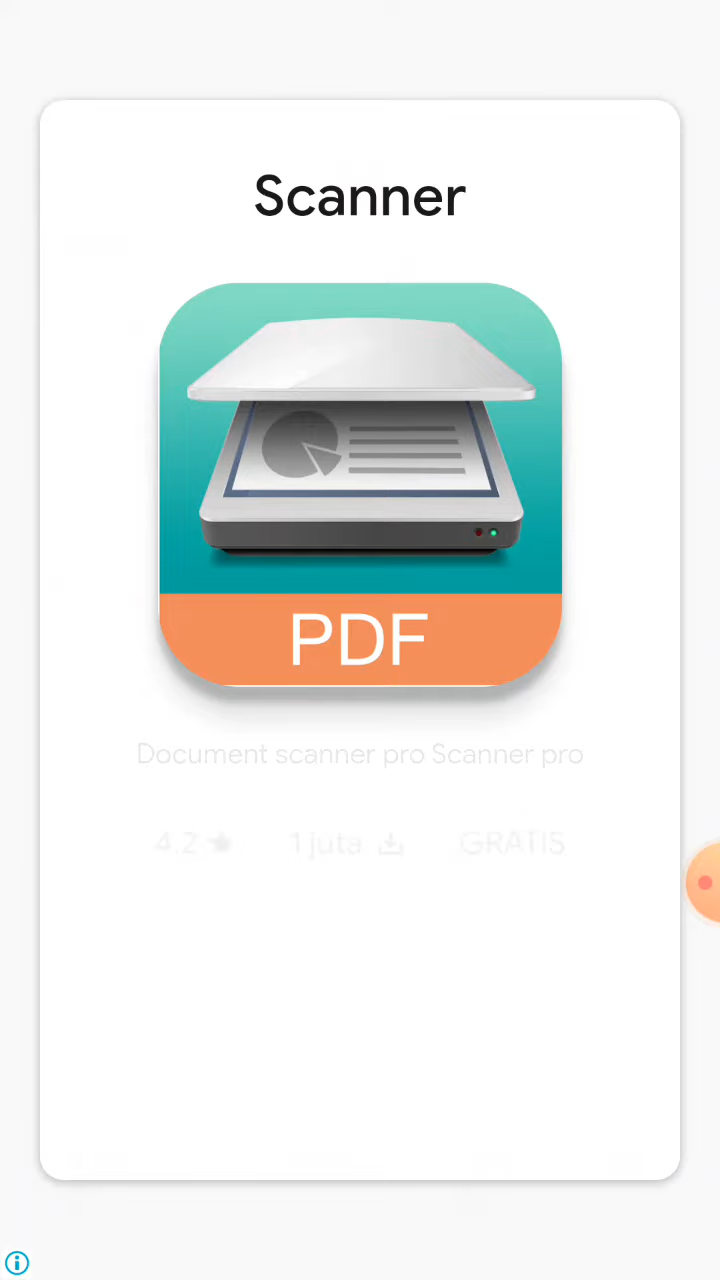 Scanner
PDF
Document scanner pro Scanner pro
4.2 ★ 1 juta GRATIS